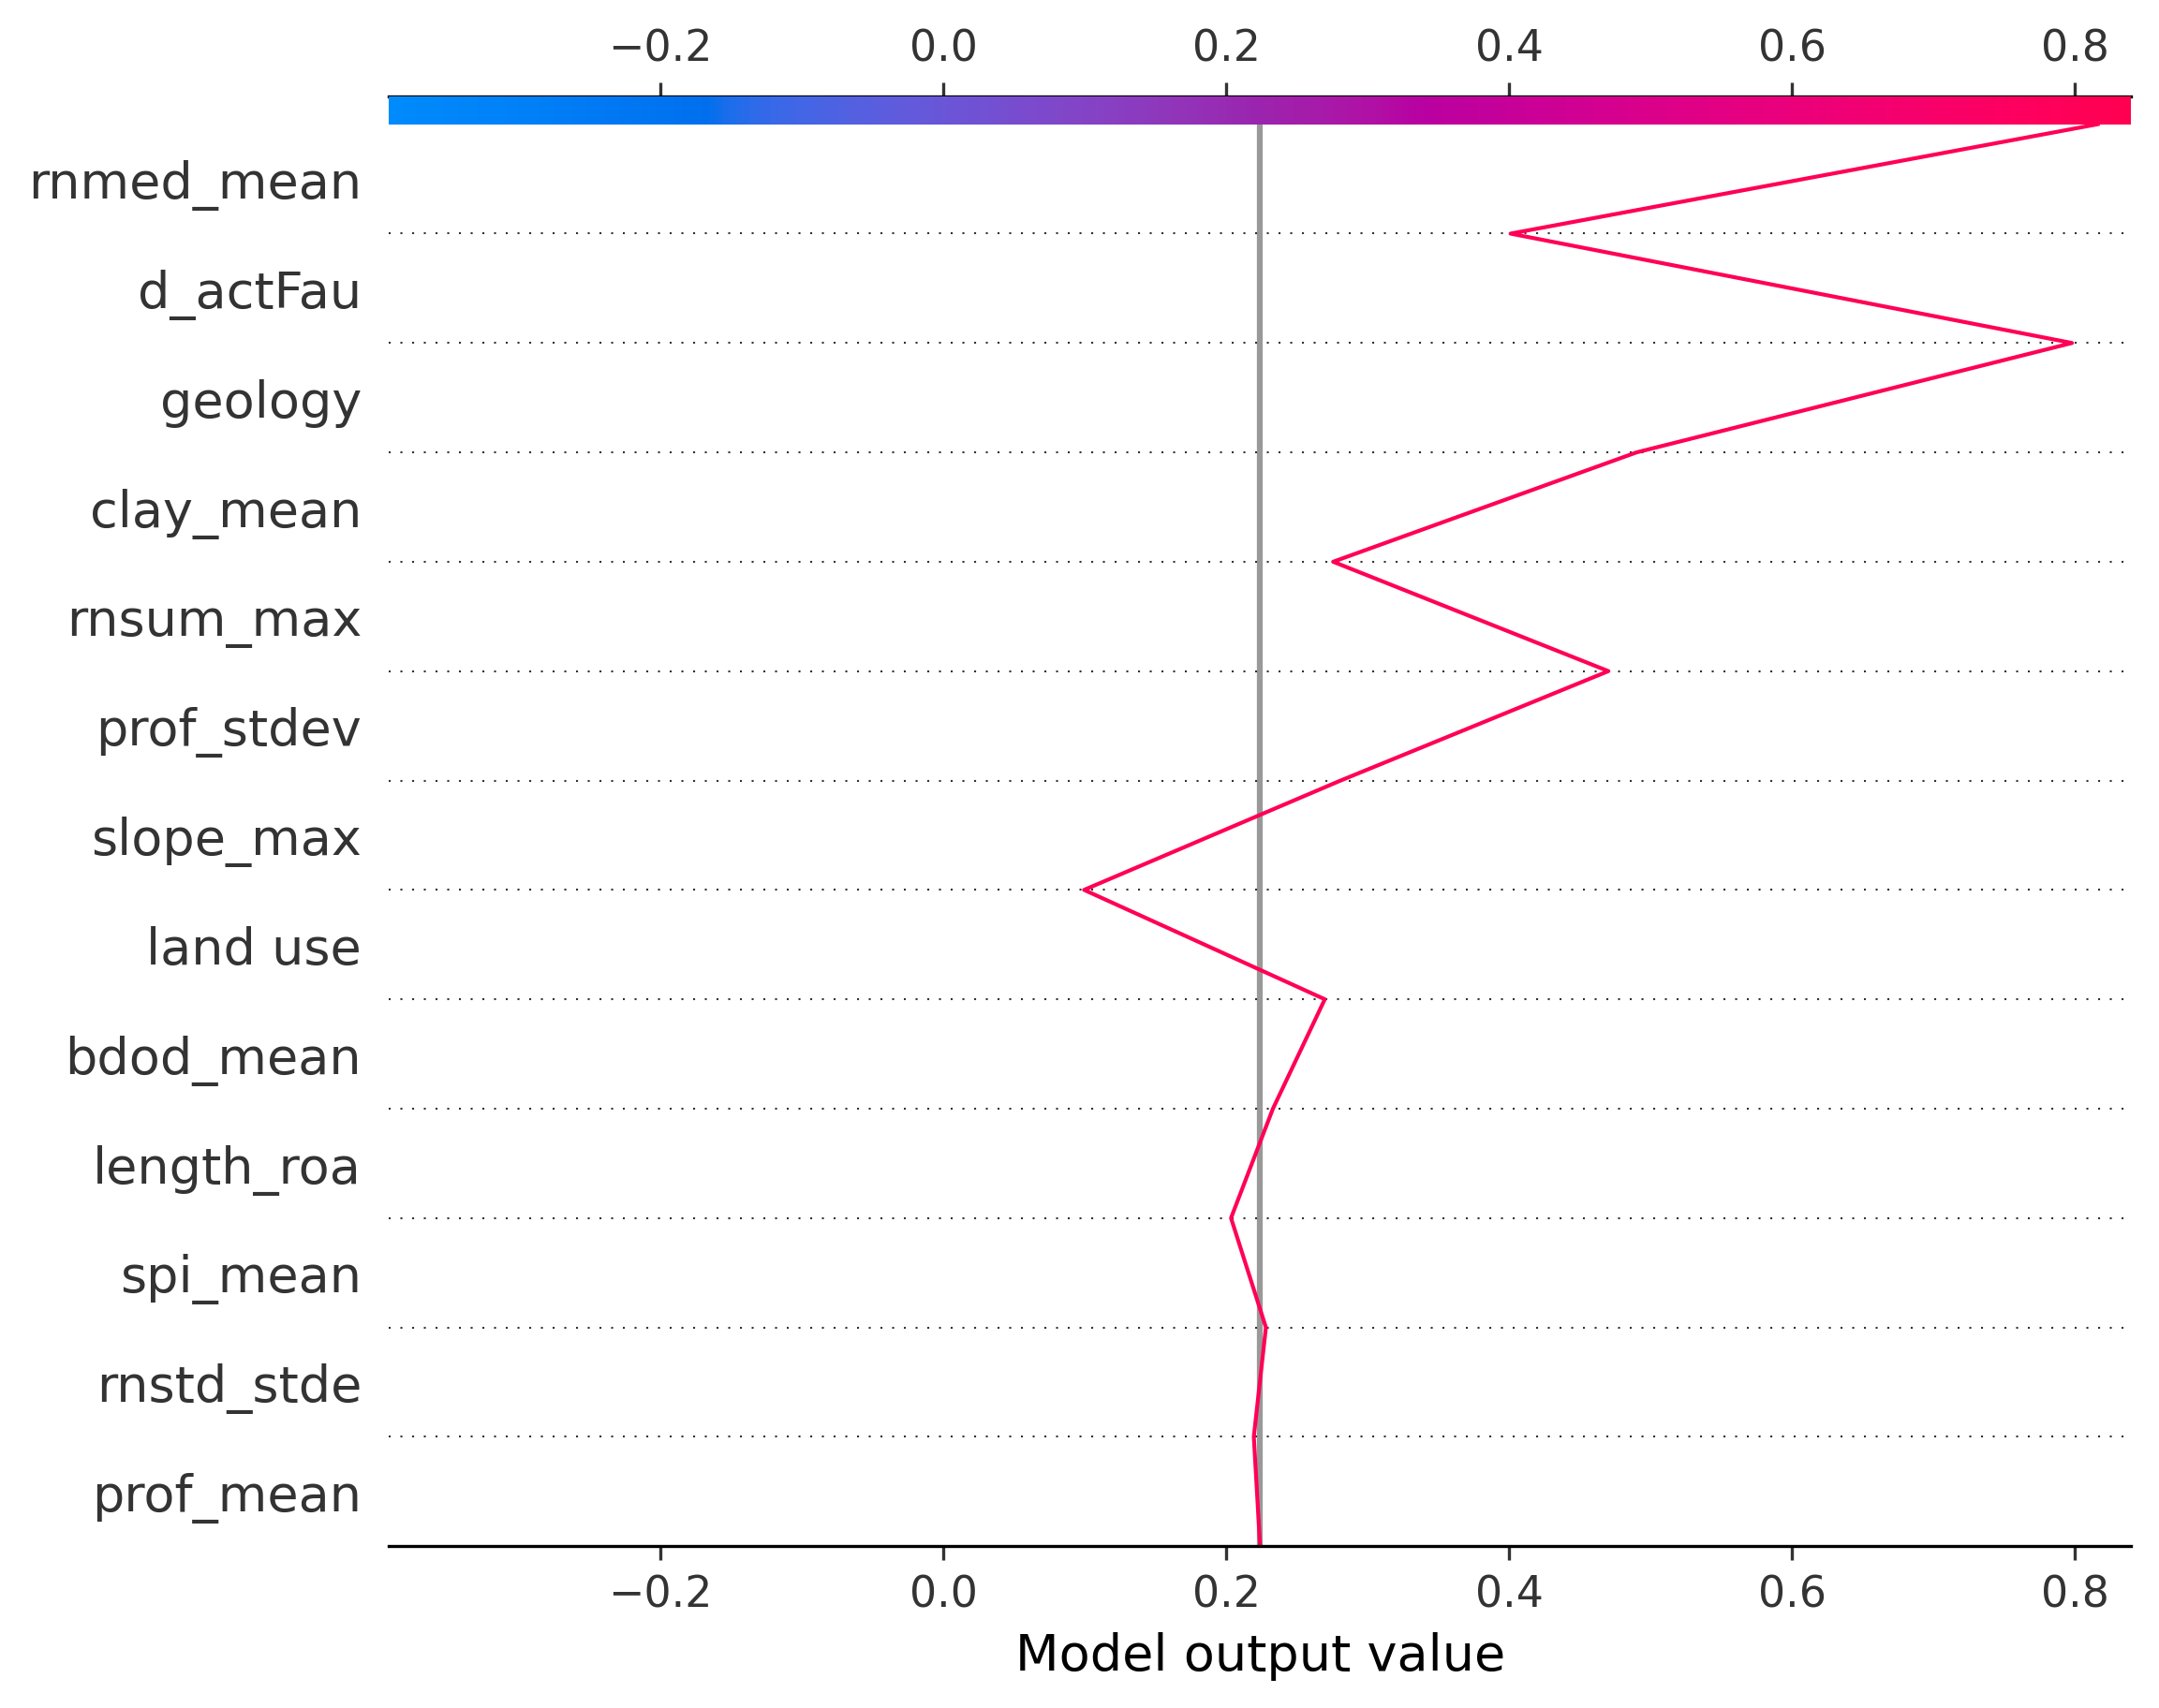 −0.2 0.0 0.2 0.4 0.6 0.8
rnmed_mean
d_actFau
geology
clay_mean
rnsum_max
prof_stdev
slope_max
land use
bdod_mean
length_roa
spi_mean
rnstd_stde
prof_mean
−0.2 0.0 0.2 0.4 0.6 0.8
Model output value